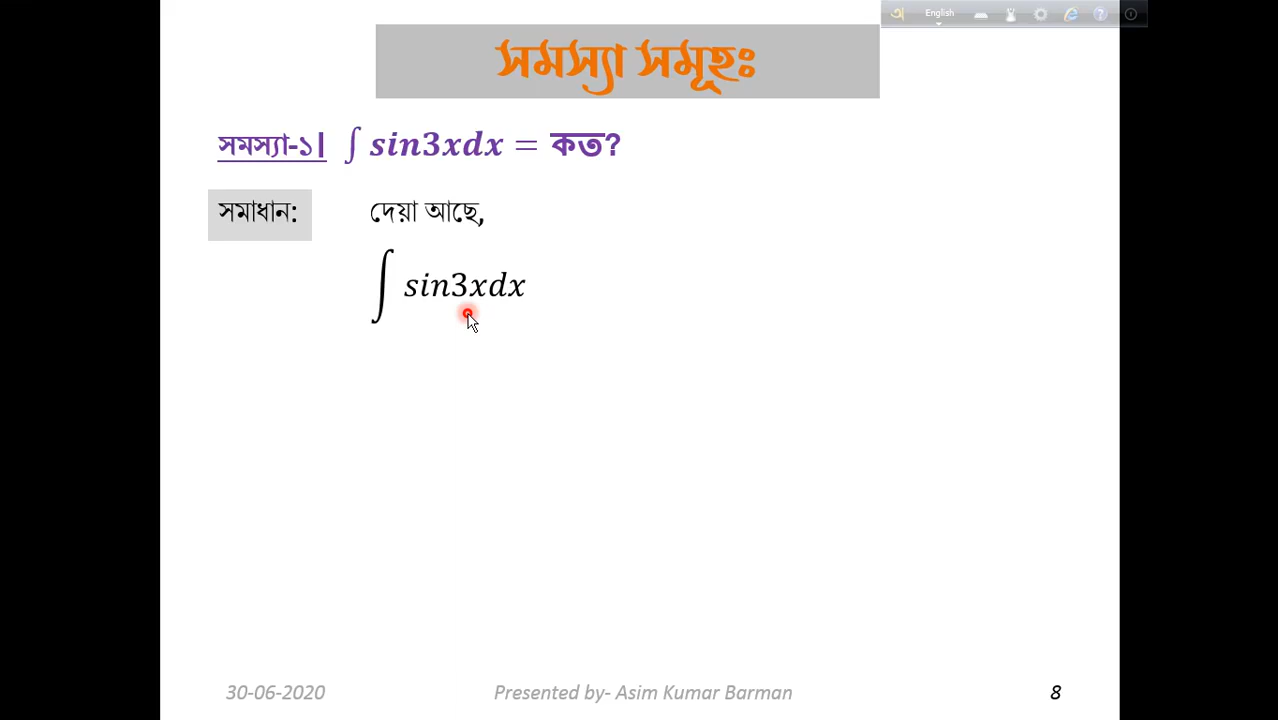 English
সমস্যা সমূহঃ
সমস্যা-১| ∫ sin3xdx = কত?
সমাধান: দেয়া আছে,
∫ sin3xdx
30-06-2020 Presented by- Asim Kumar Barman 8